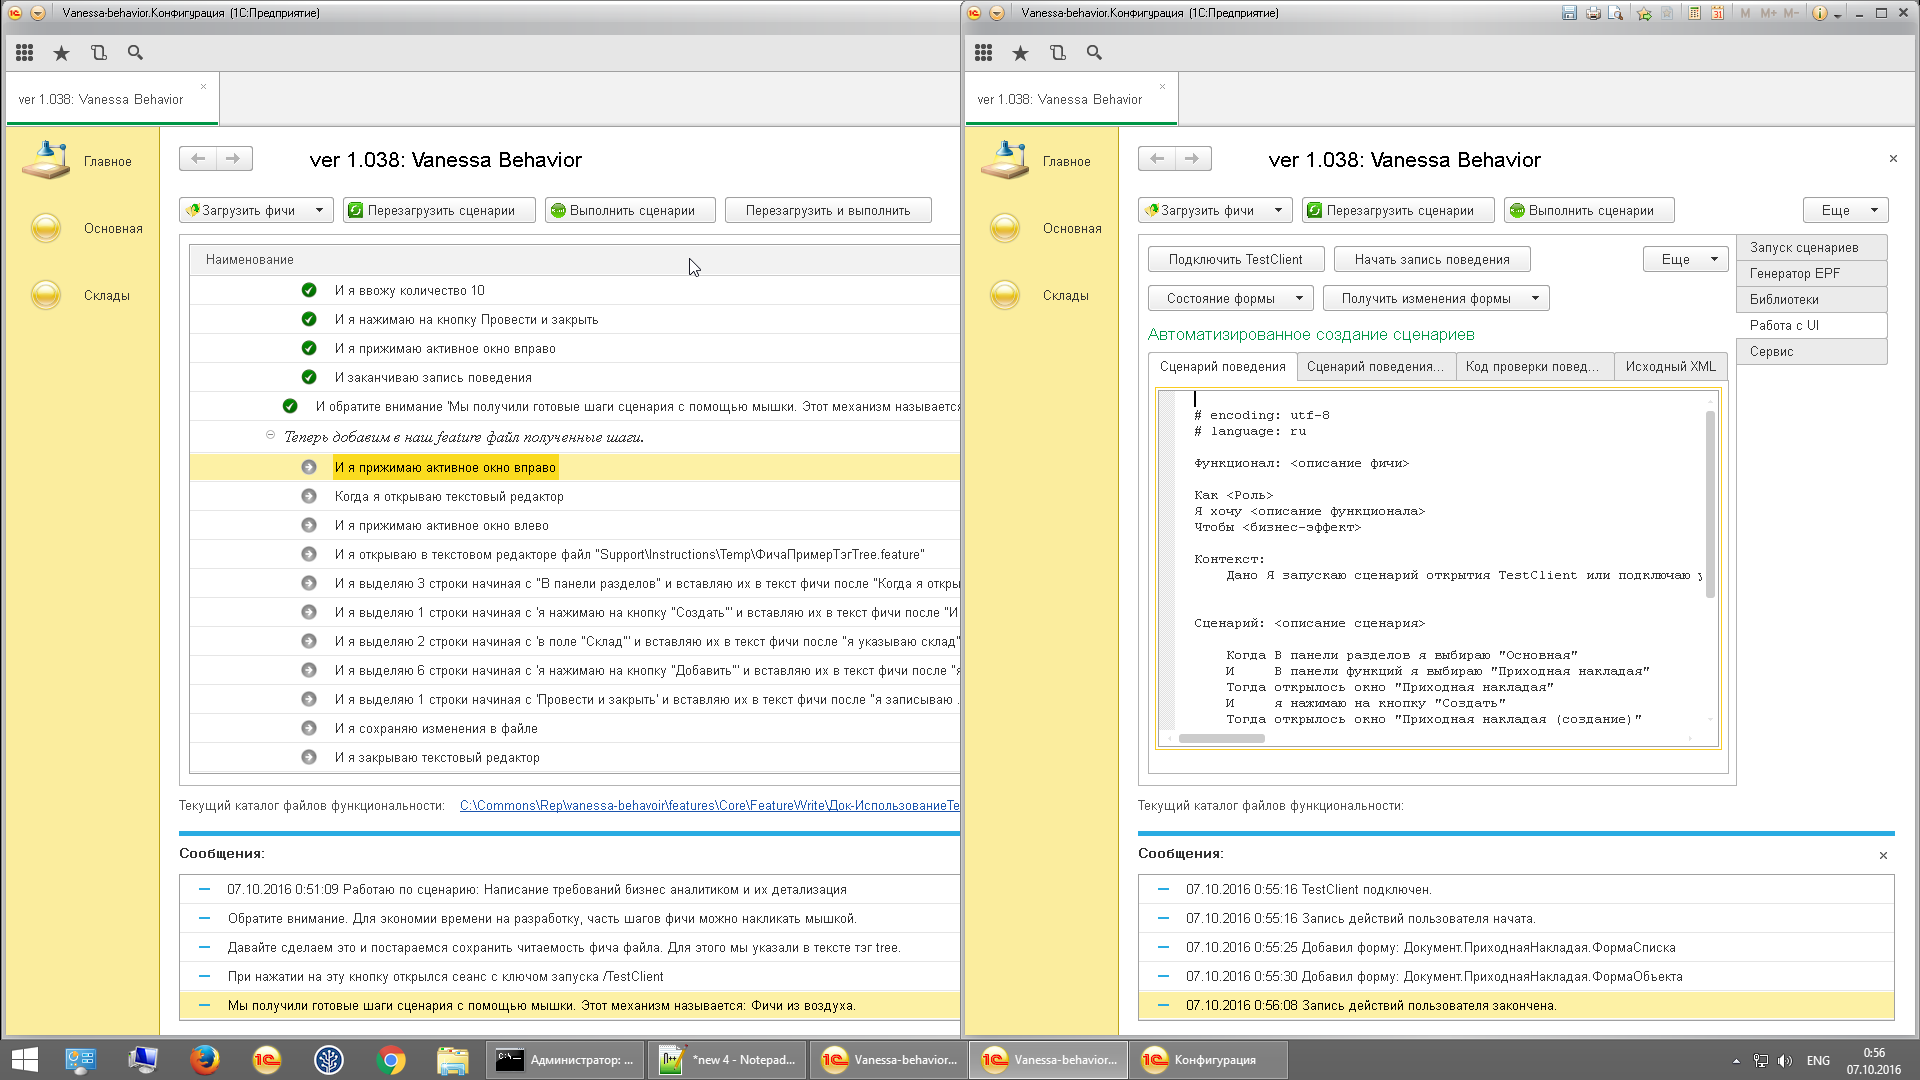 Vanessa-behavior.Конфигурация (1С:Предприятие)
ver 1.038: Vanessa Behavior
Главное
Основная
Склады
ver 1.038: Vanessa Behavior
Загрузить фичи
Перезагрузить сценарии
Выполнить сценарии
Перезагрузить и выполнить
Наименование
И я ввожу количество 10
И я нажимаю на кнопку Провести и закрыть
И я прижимаю активное окно вправо
И заканчиваю запись поведения
И обратите внимание 'Мы получили готовые шаги сценария с помощью мышки. Этот механизм называетс
Теперь добавим в наш feature файл полученные шаги.
И я прижимаю активное окно вправо
Когда я открываю текстовый редактор
И я прижимаю активное окно влево
И я открываю в текстовом редакторе файл "Support\Instructions\Temp\ФичаПримерТэгTree.feature"
И я выделяю 3 строки начиная с "В панели разделов" и вставляю их в текст фичи после "Когда я откры
И я выделяю 1 строки начиная с 'я нажимаю на кнопку "Создать"' и вставляю их в текст фичи после "И
И я выделяю 2 строки начиная с 'в поле "Склад"' и вставляю их в текст фичи после "я указываю склад"
И я выделяю 6 строки начиная с 'я нажимаю на кнопку "Добавить"' и вставляю их в текст фичи после "я
И я выделяю 1 строки начиная с 'Провести и закрыть' и вставляю их в текст фичи после "я записываю .
И я сохраняю изменения в файле
И я закрываю текстовый редактор
Текущий каталог файлов функциональности: C:\Commons\Rep\vanessa-behavoir\features\Core\FeatureWrite\Док-ИспользованиеTe
Сообщения:
07.10.2016 0:51:09 Работаю по сценарию: Написание требований бизнес аналитиком и их детализация
Обратите внимание. Для экономии времени на разработку, часть шагов фичи можно накликать мышкой.
Давайте сделаем это и постараемся сохранить читаемость фича файла. Для этого мы указали в тексте тэг tree.
При нажатии на эту кнопку открылся сеанс с ключом запуска /TestClient
Мы получили готовые шаги сценария с помощью мышки. Этот механизм называется: Фичи из воздуха.
Vanessa-behavior.Конфигурация (1С:Предприятие)
M M+ M-
ver 1.038: Vanessa Behavior
Главное
Основная
Склады
ver 1.038: Vanessa Behavior
Загрузить фичи
Перезагрузить сценарии
Выполнить сценарии
Еще
Подключить TestClient
Начать запись поведения
Еще
Состояние формы
Получить изменения формы
Запуск сценариев
Генератор EPF
Библиотеки
Работа с UI
Сервис
Автоматизированное создание сценариев
Сценарий поведения
Сценарий поведения...
Код проверки повед...
Исходный XML
# encoding: utf-8
# language: ru
Функционал: <описание фичи>
Как <Роль>
Я хочу <описание функционала>
Чтобы <бизнес-эффект>
Контекст:
Дано Я запускаю сценарий открытия TestClient или подключаю у
Сценарий: <описание сценария>
Когда В панели разделов я выбираю "Основная"
И В панели функций я выбираю "Приходная накладая"
Тогда открылось окно "Приходная накладая"
И я нажимаю на кнопку "Создать"
Тогда открылось окно "Приходная накладая (создание)"
Текущий каталог файлов функциональности:
Сообщения:
07.10.2016 0:55:16 TestClient подключен.
07.10.2016 0:55:16 Запись действий пользователя начата.
07.10.2016 0:55:25 Добавил форму: Документ.ПриходнаяНакладая.ФормаСписка
07.10.2016 0:55:30 Добавил форму: Документ.ПриходнаяНакладая.ФормаОбъекта
07.10.2016 0:56:08 Запись действий пользователя закончена.
Администратор: ...
*new 4 - Notepad...
Vanessa-behavior...
Vanessa-behavior...
Конфигурация
ENG
0:56
07.10.2016